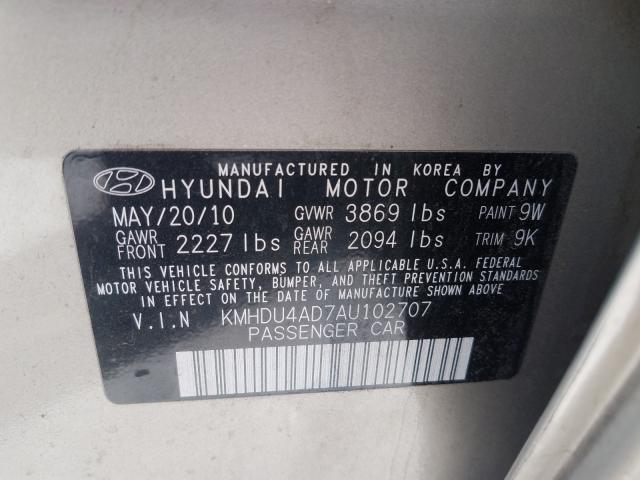 MANUFACTURED IN KOREA BY
HYUNDAI MOTOR COMPANY
MAY/20/10 GVWR 3869 lbs PAINT 9W
GAWR FRONT 2227 lbs GAWR REAR 2094 lbs TRIM 9K
THIS VEHICLE CONFORMS TO ALL APPLICABLE U.S.A. FEDERAL
MOTOR VEHICLE SAFETY, BUMPER, AND THEFT PREVENTION STANDARDS
IN EFFECT ON THE DATE OF MANUFACTURE SHOWN ABOVE.
V.I.N KMHDU4AD7AU102707
PASSENGER CAR